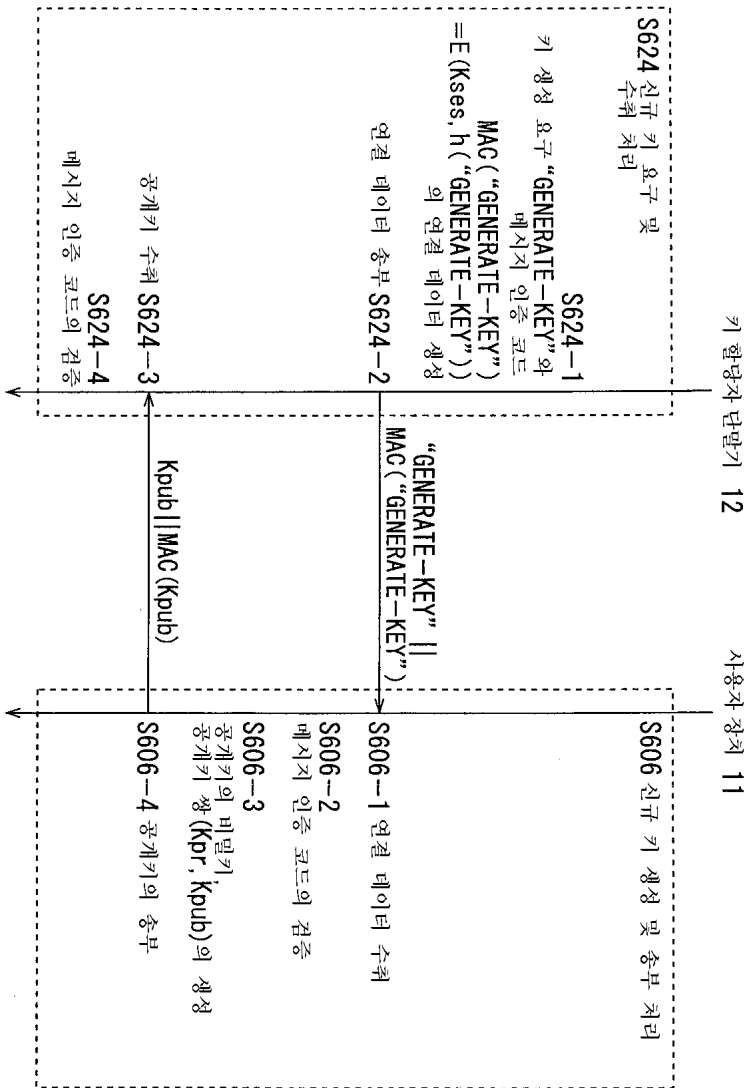 키 할당자 단말기 12
사용자 장치 11
S624 신규 키 요구 및
수취 처리
S624-1
키 생성 요구 “GENERATE-KEY”와
메시지 인증 코드
MAC(“GENERATE-KEY”)
=E(Kses, h(“GENERATE-KEY”))
의 연결 데이터 생성
연결 데이터 송부 S624-2
공개키 수취 S624-3
S624-4
메시지 인증 코드의 검증
“GENERATE-KEY” ||
MAC(“GENERATE-KEY”)
Kpub||MAC(Kpub)
S606 신규 키 생성 및 송부 처리
S606-1 연결 데이터 수취
S606-2
메시지 인증 코드의 검증
S606-3
공개키의 비밀키,
공개키 쌍(Kpr, Kpub)의 생성
S606-4 공개키의 송부